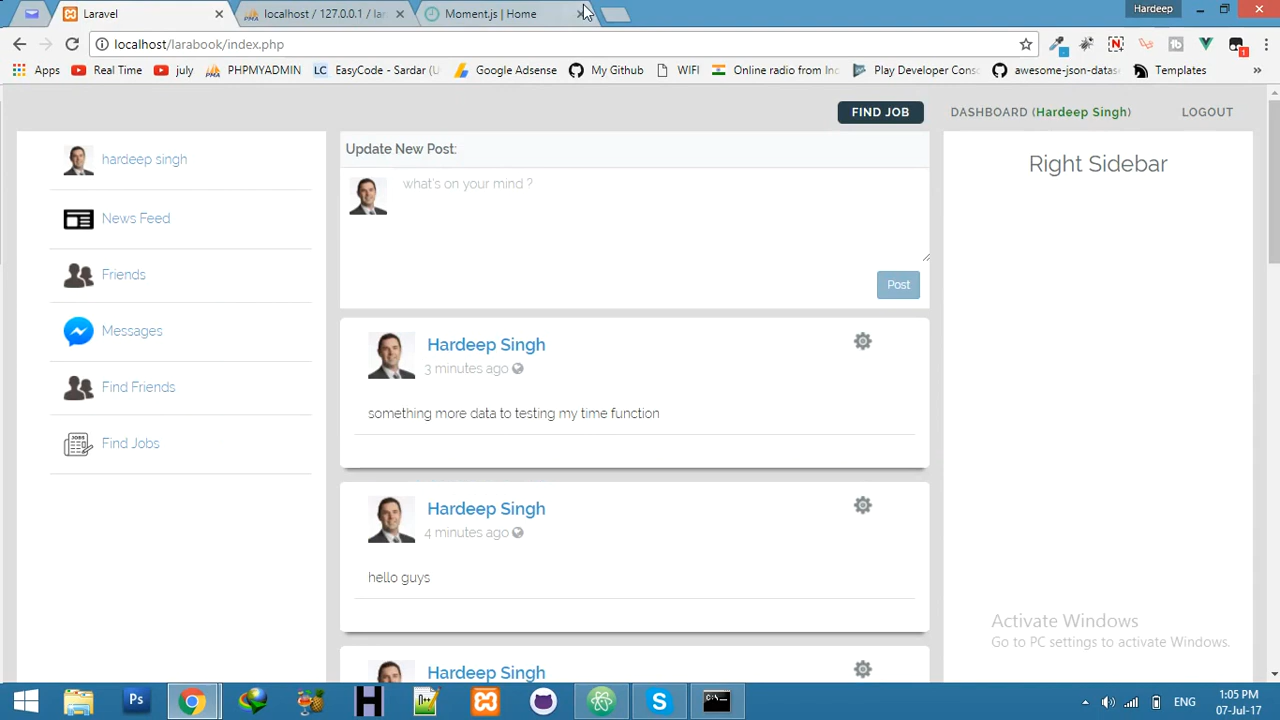 Laravel
localhost / 127.0.0.1 / lar
Moment.js | Home
Hardeep
localhost/larabook/index.php
Apps
Real Time
july
PHPMYADMIN
EasyCode - Sardar (U
Google Adsense
My Github
WIFI
Online radio from Ind
Play Developer Cons
awesome-json-datas
Templates
FIND JOB
DASHBOARD (Hardeep Singh)
LOGOUT
hardeep singh
News Feed
Friends
Messages
Find Friends
Find Jobs
Update New Post:
what's on your mind ?
Post
Hardeep Singh
3 minutes ago
something more data to testing my time function
Hardeep Singh
4 minutes ago
hello guys
Hardeep Singh
Right Sidebar
Activate Windows
Go to PC settings to activate Windows.
ENG
1:05 PM
07-Jul-17